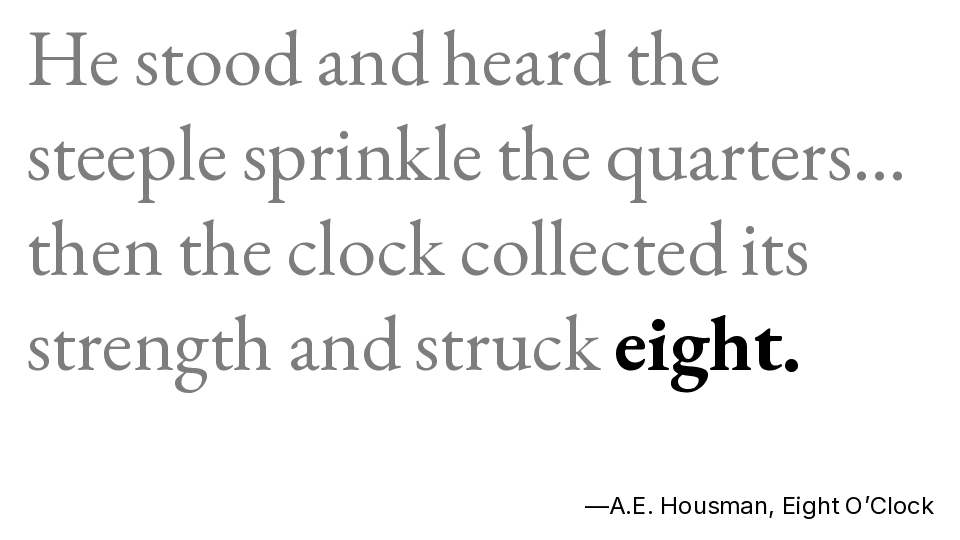 He stood and heard the
steeple sprinkle the quarters...
then the clock collected its
strength and struck eight.
—A.E. Housman, Eight O’Clock